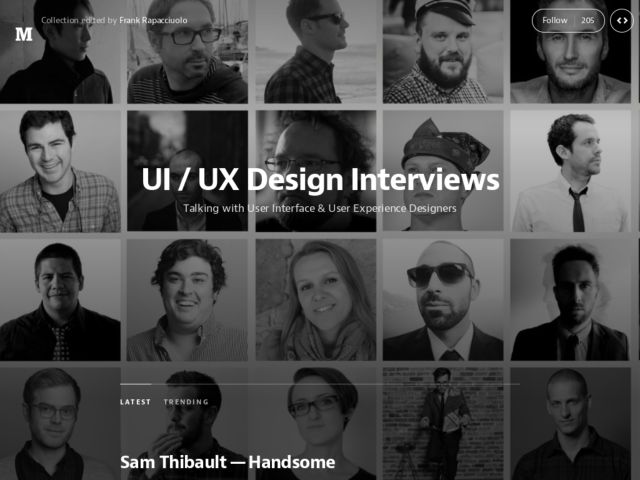 Collection edited by Frank Rapacciuolo
M
Follow 205
UI / UX Design Interviews
Talking with User Interface & User Experience Designers
LATEST TRENDING
Sam Thibault — Handsome